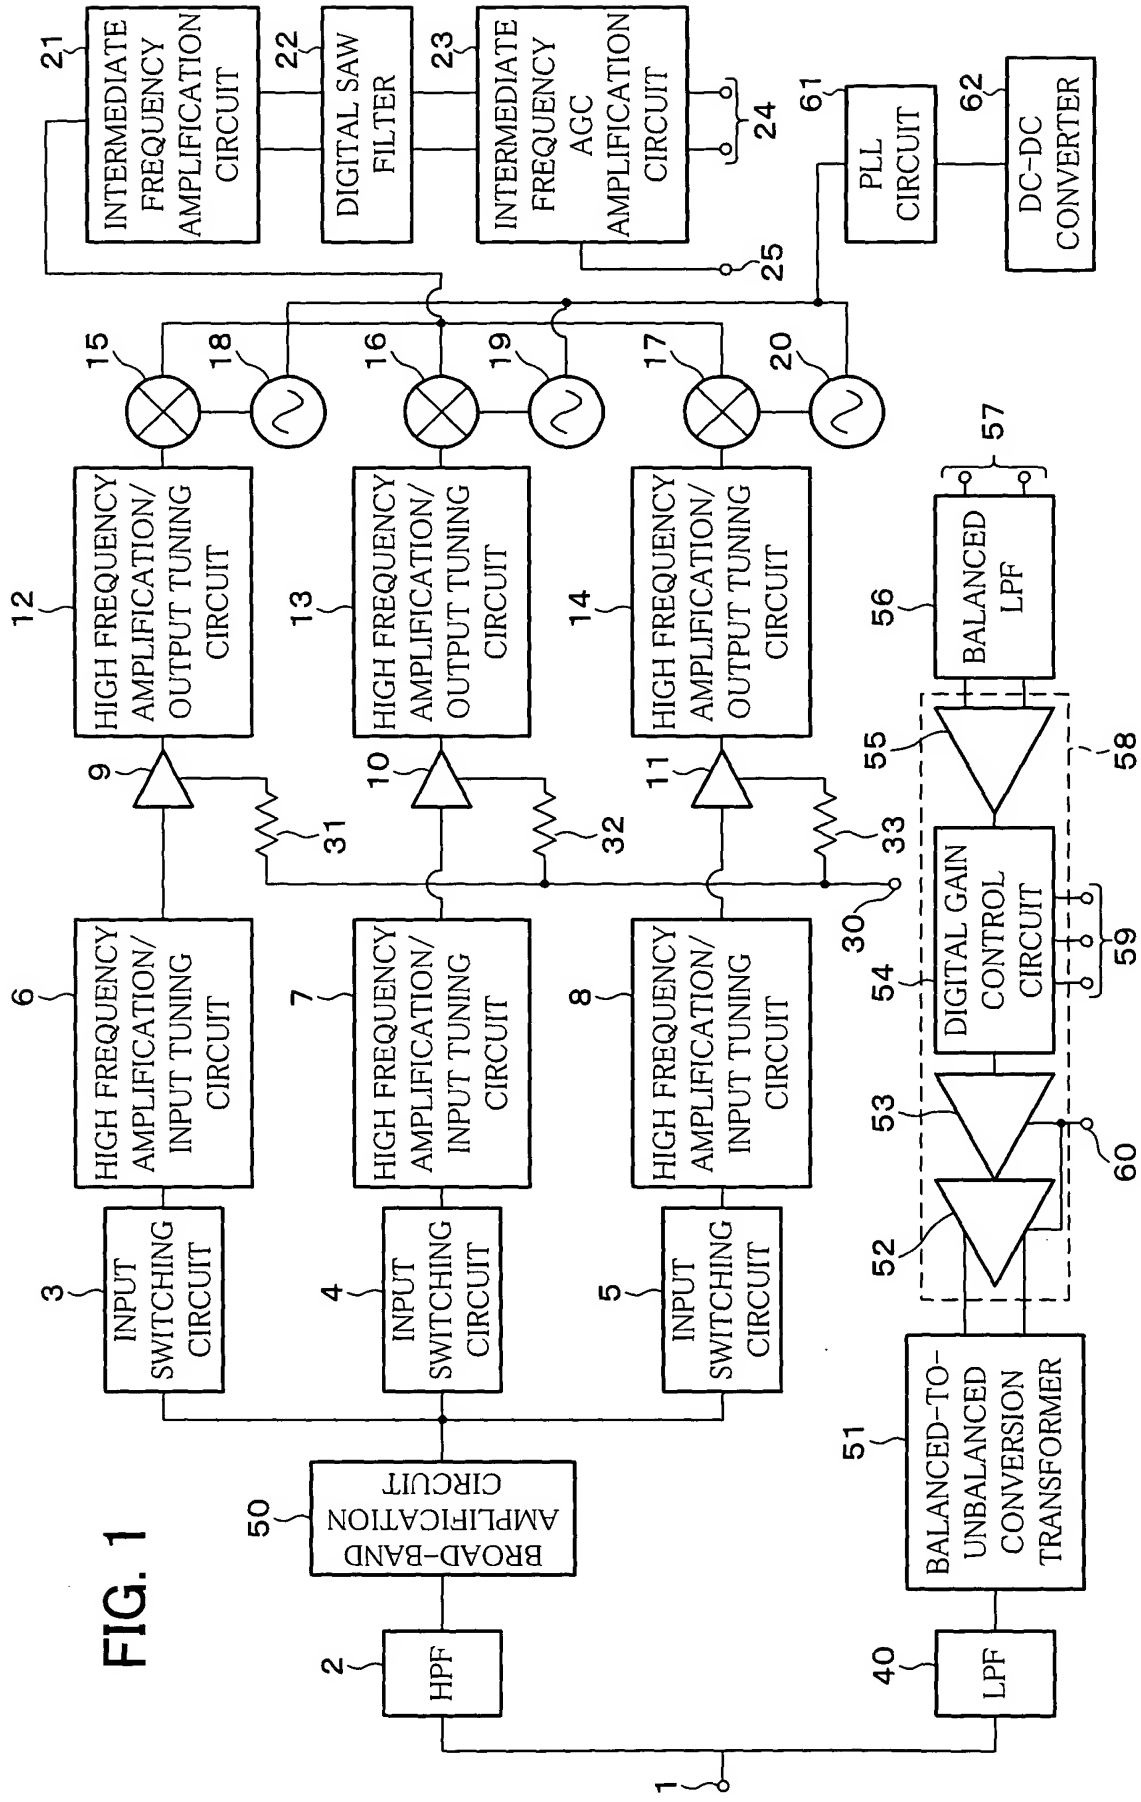 FIG. 1
1
2
HPF
50
BROAD-BAND
AMPLIFICATION
CIRCUIT
3
INPUT
SWITCHING
CIRCUIT
4
INPUT
SWITCHING
CIRCUIT
5
INPUT
SWITCHING
CIRCUIT
6
HIGH FREQUENCY
AMPLIFICATION/
INPUT TUNING
CIRCUIT
7
HIGH FREQUENCY
AMPLIFICATION/
INPUT TUNING
CIRCUIT
8
HIGH FREQUENCY
AMPLIFICATION/
INPUT TUNING
CIRCUIT
9
10
11
31
32
33
30
12
HIGH FREQUENCY
AMPLIFICATION/
OUTPUT TUNING
CIRCUIT
13
HIGH FREQUENCY
AMPLIFICATION/
OUTPUT TUNING
CIRCUIT
14
HIGH FREQUENCY
AMPLIFICATION/
OUTPUT TUNING
CIRCUIT
15
18
16
19
17
20
21
INTERMEDIATE
FREQUENCY
AMPLIFICATION
CIRCUIT
22
DIGITAL SAW
FILTER
23
INTERMEDIATE
FREQUENCY
AGC
AMPLIFICATION
CIRCUIT
24
25
61
PLL
CIRCUIT
62
DC-DC
CONVERTER
40
LPF
51
BALANCED-TO-
UNBALANCED
CONVERSION
TRANSFORMER
52
53
54
DIGITAL GAIN
CONTROL
CIRCUIT
55
56
BALANCED
LPF
57
58
59
60